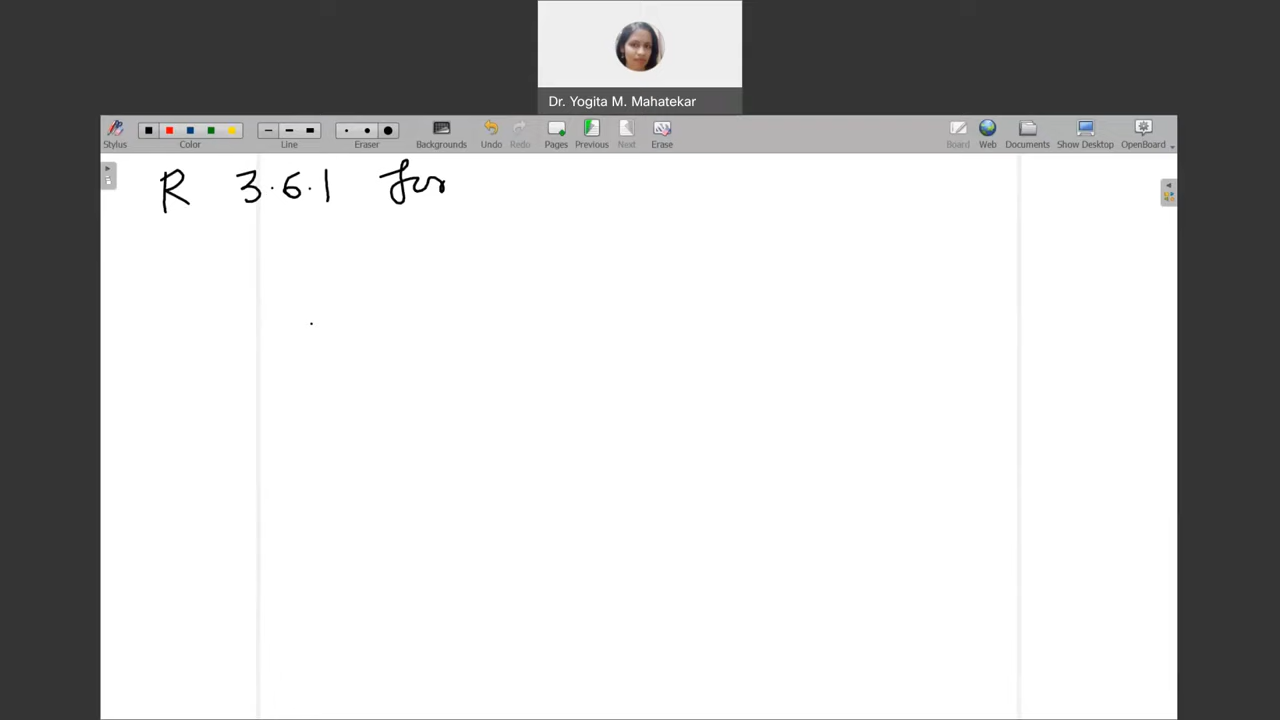 Dr. Yogita M. Mahatekar
Stylus Color Line Eraser Backgrounds Undo Redo Pages Previous Next Erase Board Web Documents Show Desktop OpenBoard
R 3.6.1 for